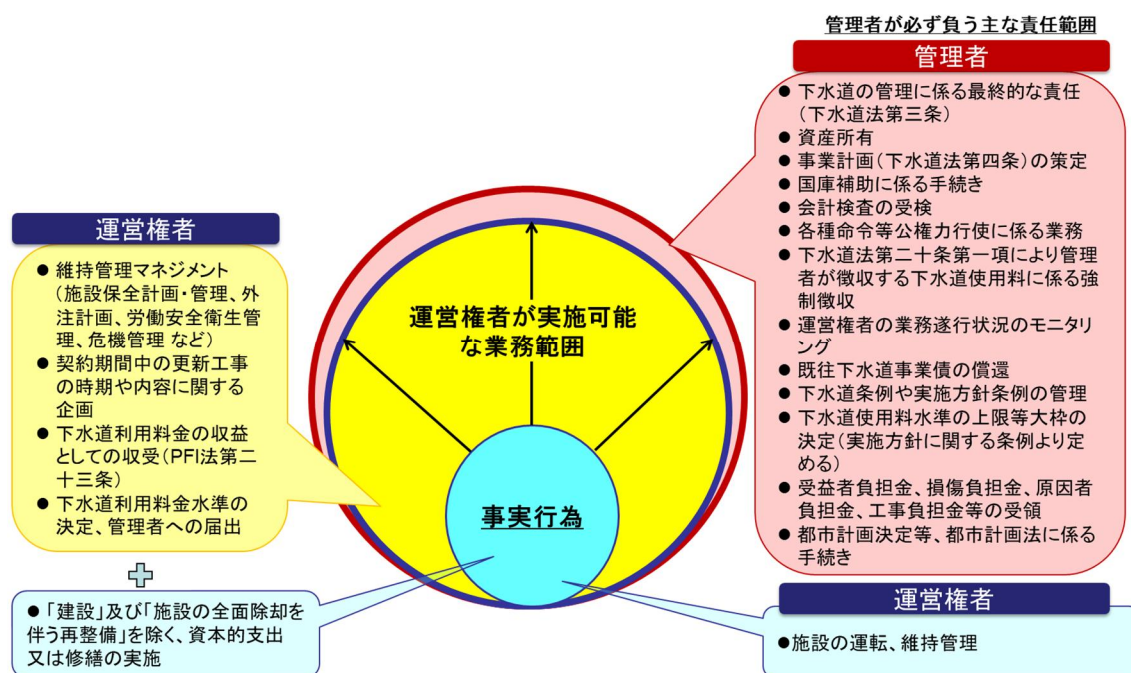 管理者が必ず負う主な責任範囲
管理者
● 下水道の管理に係る最終的な責任
(下水道法第三条)
● 資産所有
● 事業計画(下水道法第四条)の策定
● 国庫補助に係る手続き
● 会計検査の受検
● 各種命令等公権力行使に係る業務
● 下水道法第二十条第一項により管理
者が徴収する下水道使用料に係る強
制徴収
● 運営権者の業務遂行状況のモニタリ
ング
● 既往下水道事業債の償還
● 下水道条例や実施方針条例の管理
● 下水道使用料水準の上限等大枠の
決定(実施方針に関する条例より定
める)
● 受益者負担金、損傷負担金、原因者
負担金、工事負担金等の受領
● 都市計画決定等、都市計画法に係る
手続き
運営権者
● 維持管理マネジメント
(施設保全計画・管理、外
注計画、労働安全衛生管
理、危機管理 など)
● 契約期間中の更新工事
の時期や内容に関する
企画
● 下水道利用料金の収益
としての収受(PFI法第二
十三条)
● 下水道利用料金水準の
決定、管理者への届出
運営権者が実施可能
な業務範囲
事実行為
●「建設」及び「施設の全面除却を
伴う再整備」を除く、資本的支出
又は修繕の実施
運営権者
●施設の運転、維持管理